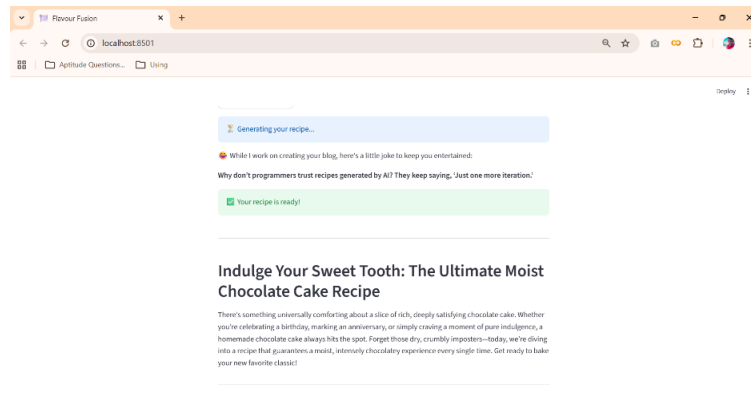 Flavour Fusion
localhost:8501
Aptitude Questions...
Using
Deploy
Generating your recipe...
While I work on creating your blog, here's a little joke to keep you entertained:
Why don't programmers trust recipes generated by AI? They keep saying, 'Just one more iteration.'
Your recipe is ready!
Indulge Your Sweet Tooth: The Ultimate Moist
Chocolate Cake Recipe
There's something universally comforting about a slice of rich, deeply satisfying chocolate cake. Whether
you're celebrating a birthday, marking an anniversary, or simply craving a moment of pure indulgence, a
homemade chocolate cake always hits the spot. Forget those dry, crumbly imposters—today, we're diving
into a recipe that guarantees a moist, intensely chocolatey experience every single time. Get ready to bake
your new favorite classic!